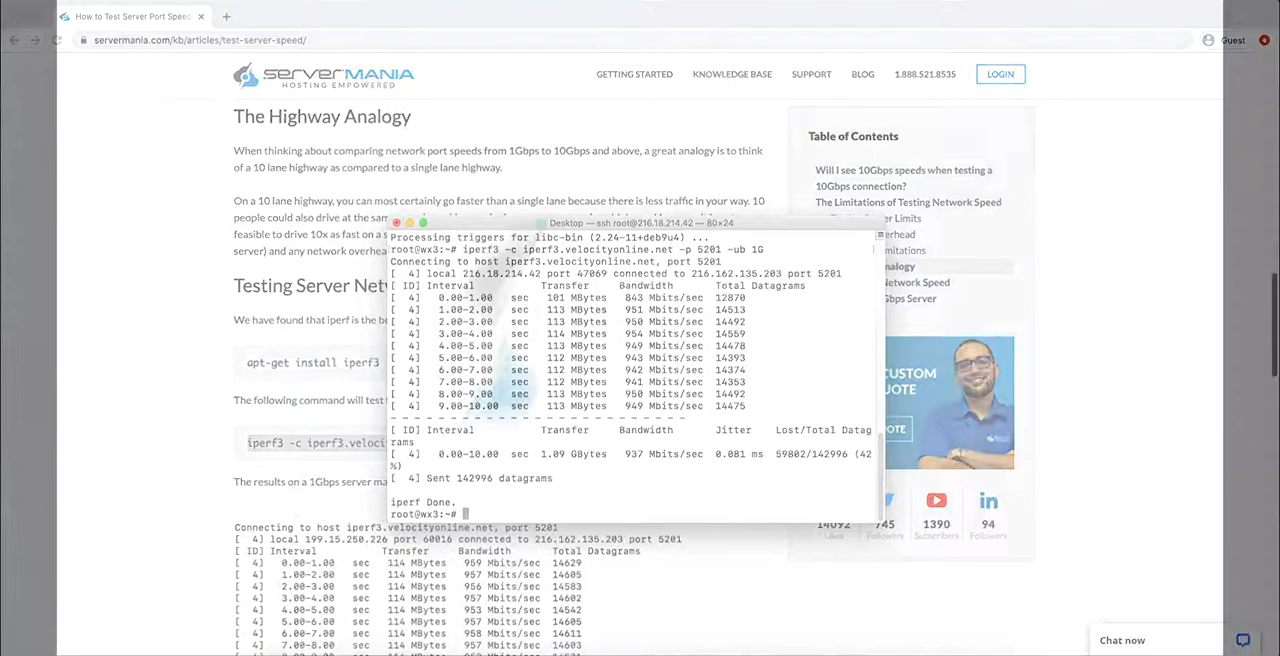 How to Test Server Port Speed
servermania.com/kb/articles/test-server-speed/
Guest
SERVERMANIA
HOSTING EMPOWERED
GETTING STARTED
KNOWLEDGE BASE
SUPPORT
BLOG
1.888.521.8535
LOGIN
The Highway Analogy
When thinking about comparing network port speeds from 1Gbps to 10Gbps and above, a great analogy is to think
of a 10 lane highway as compared to a single lane highway.
On a 10 lane highway, you can most certainly go faster than a single lane because there is less traffic in your way. 10
people could also drive at the same
feasible to drive 10x as fast on a s
server) and any network overhea
Testing Server Net
We have found that iperf is the be
apt-get install iperf3
The following command will test
iperf3 -c iperf3.veloci
The results on a 1Gbps server ma
Connecting to host iperf3.velocityonline.net, port 5201
[ 4] local 199.15.250.226 port 60016 connected to 216.162.135.203 port 5201
[ ID] Interval Transfer Bandwidth Total Datagrams
[ 4] 0.00-1.00 sec 114 MBytes 959 Mbits/sec 14629
[ 4] 1.00-2.00 sec 114 MBytes 957 Mbits/sec 14605
[ 4] 2.00-3.00 sec 114 MBytes 956 Mbits/sec 14583
[ 4] 3.00-4.00 sec 114 MBytes 957 Mbits/sec 14602
[ 4] 4.00-5.00 sec 114 MBytes 953 Mbits/sec 14542
[ 4] 5.00-6.00 sec 114 MBytes 957 Mbits/sec 14605
[ 4] 6.00-7.00 sec 114 MBytes 958 Mbits/sec 14611
[ 4] 7.00-8.00 sec 114 MBytes 957 Mbits/sec 14603
Desktop — ssh root@216.18.214.42 — 80×24
Processing triggers for libc-bin (2.24-11+deb9u4) ...
root@wx3:~# iperf3 -c iperf3.velocityonline.net -p 5201 -ub 1G
Connecting to host iperf3.velocityonline.net, port 5201
[ 4] local 216.18.214.42 port 47069 connected to 216.162.135.203 port 5201
[ ID] Interval Transfer Bandwidth Total Datagrams
[ 4] 0.00-1.00 sec 101 MBytes 843 Mbits/sec 12870
[ 4] 1.00-2.00 sec 113 MBytes 951 Mbits/sec 14513
[ 4] 2.00-3.00 sec 113 MBytes 950 Mbits/sec 14492
[ 4] 3.00-4.00 sec 114 MBytes 954 Mbits/sec 14559
[ 4] 4.00-5.00 sec 113 MBytes 949 Mbits/sec 14478
[ 4] 5.00-6.00 sec 112 MBytes 943 Mbits/sec 14393
[ 4] 6.00-7.00 sec 112 MBytes 942 Mbits/sec 14374
[ 4] 7.00-8.00 sec 112 MBytes 941 Mbits/sec 14353
[ 4] 8.00-9.00 sec 113 MBytes 950 Mbits/sec 14492
[ 4] 9.00-10.00 sec 113 MBytes 949 Mbits/sec 14475
- - - - - - - - - - - - - - - - - - - - - - - - -
[ ID] Interval Transfer Bandwidth Jitter Lost/Total Datag
rams
[ 4] 0.00-10.00 sec 1.09 GBytes 937 Mbits/sec 0.081 ms 59802/142996 (42
%)
[ 4] Sent 142996 datagrams
iperf Done.
root@wx3:~#
Table of Contents
Will I see 10Gbps speeds when testing a
10Gbps connection?
The Limitations of Testing Network Speed
er Limits
erhead
mitations
nalogy
Network Speed
Gbps Server
CUSTOM
UOTE
OTE
14092
Likes
745
Followers
1390
Subscribers
94
Followers
Chat now